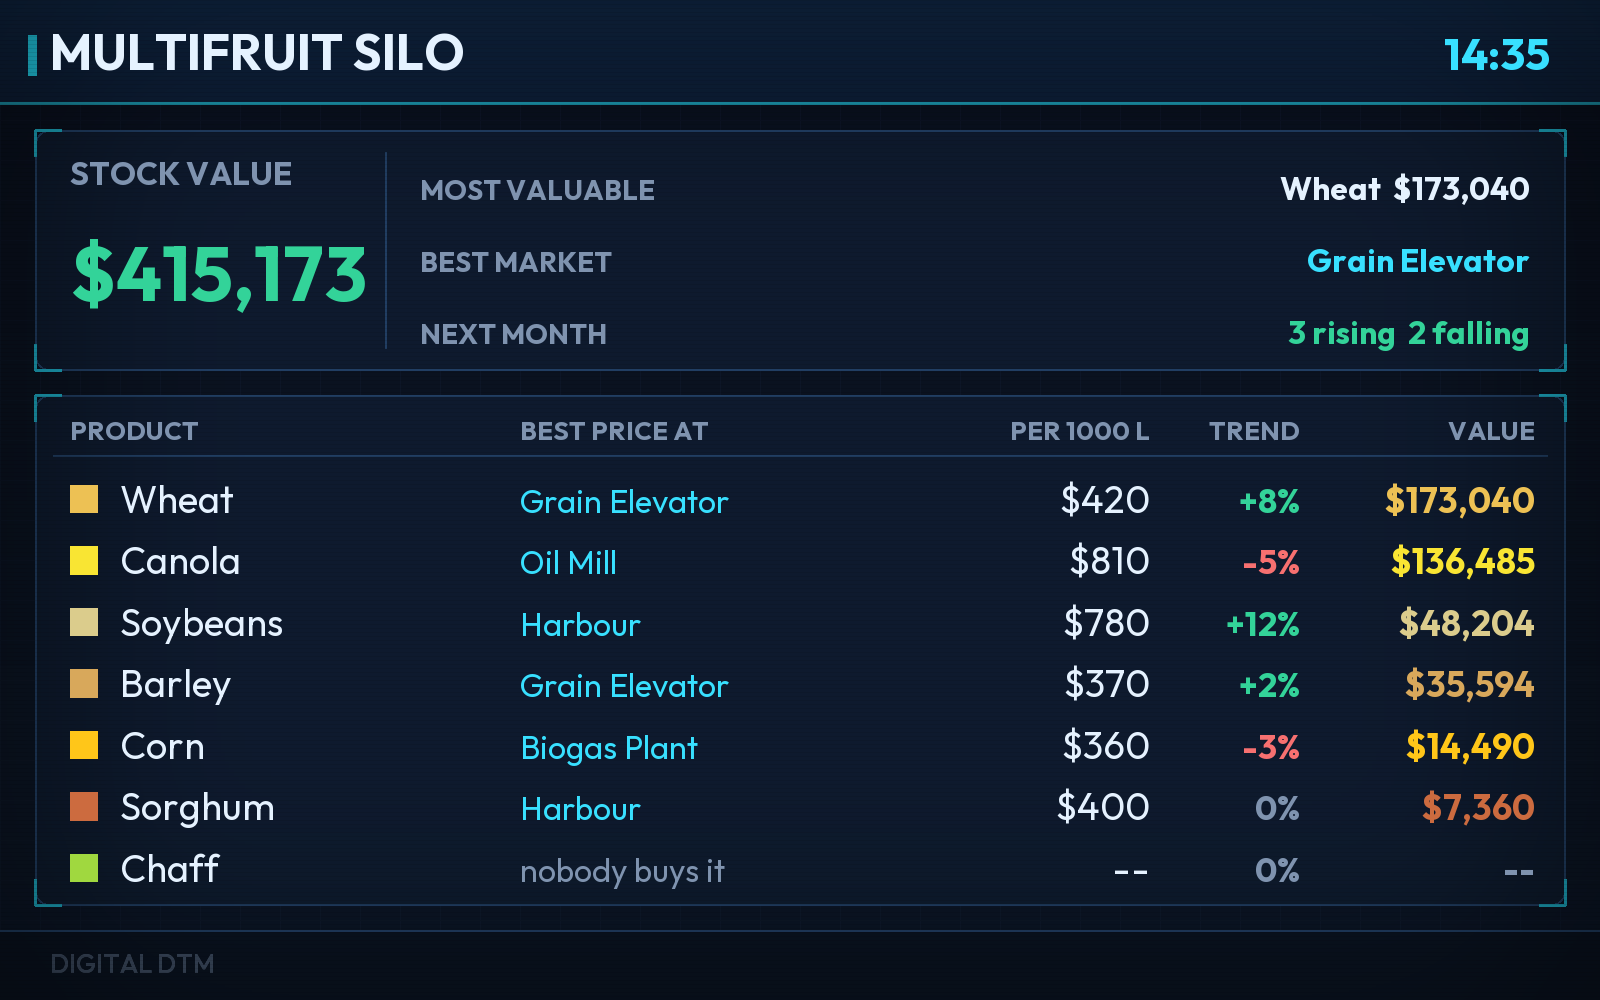 MULTIFRUIT SILO 14:35
STOCK VALUE
$415,173
MOST VALUABLE Wheat $173,040
BEST MARKET Grain Elevator
NEXT MONTH 3 rising 2 falling
PRODUCT BEST PRICE AT PER 1000 L TREND VALUE
Wheat Grain Elevator $420 +8% $173,040
Canola Oil Mill $810 -5% $136,485
Soybeans Harbour $780 +12% $48,204
Barley Grain Elevator $370 +2% $35,594
Corn Biogas Plant $360 -3% $14,490
Sorghum Harbour $400 0% $7,360
Chaff nobody buys it -- 0% --
DIGITAL DTM